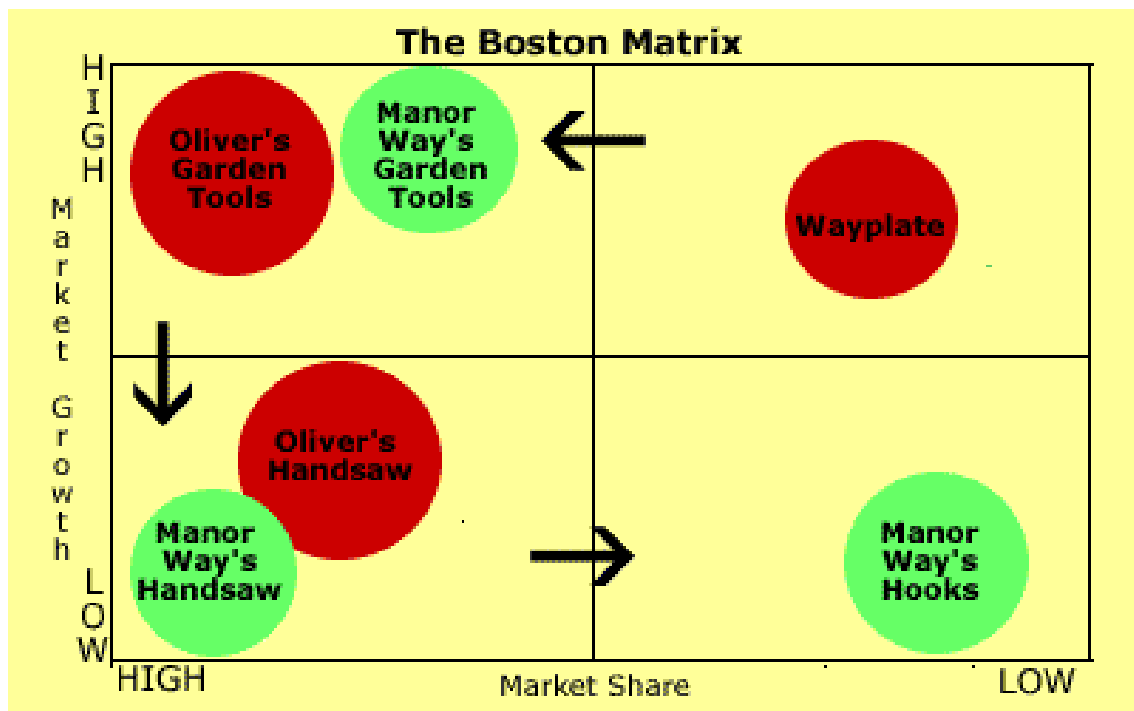 The Boston Matrix
HIGH
Market Growth
LOW
Oliver's
Garden
Tools
Manor
Way's
Garden
Tools
Wayplate
Oliver's
Handsaw
Manor
Way's
Handsaw
Manor
Way's
Hooks
HIGH
Market Share
LOW